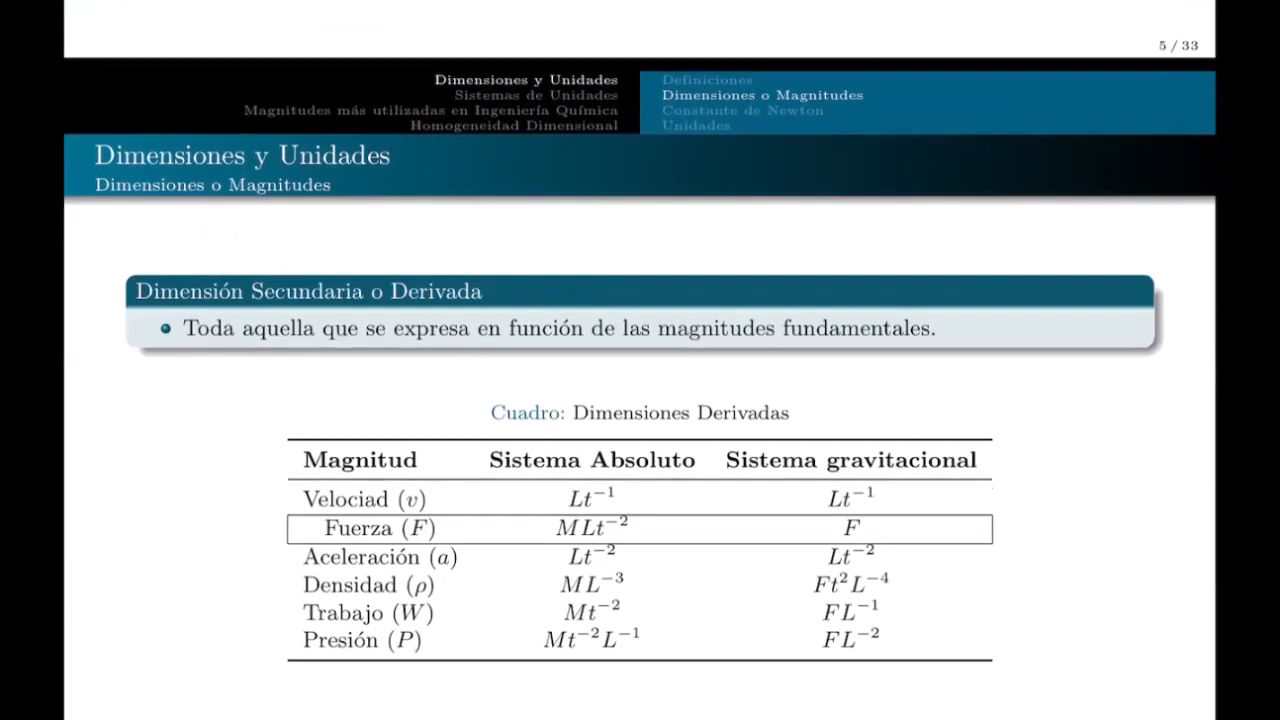 5 / 33
Dimensiones y Unidades
Sistemas de Unidades
Magnitudes más utilizadas en Ingeniería Química
Homogeneidad Dimensional
Definiciones
Dimensiones o Magnitudes
Constante de Newton
Unidades
Dimensiones y Unidades
Dimensiones o Magnitudes
Dimensión Secundaria o Derivada
Toda aquella que se expresa en función de las magnitudes fundamentales.
Cuadro: Dimensiones Derivadas
Magnitud Sistema Absoluto Sistema gravitacional
Velociad (v) Lt⁻¹ Lt⁻¹
Fuerza (F) MLt⁻² F
Aceleración (a) Lt⁻² Lt⁻²
Densidad (ρ) ML⁻³ Ft²L⁻⁴
Trabajo (W) Mt⁻² FL⁻¹
Presión (P) Mt⁻²L⁻¹ FL⁻²